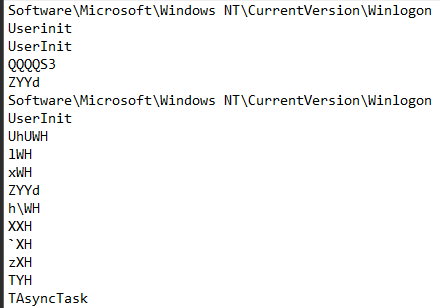 Software\Microsoft\Windows NT\CurrentVersion\Winlogon
Userinit
UserInit
QQQQS3
ZYYd
Software\Microsoft\Windows NT\CurrentVersion\Winlogon
UserInit
UhUWH
lWH
xWH
ZYYd
h\WH
XXH
`XH
zXH
TYH
TAsyncTask